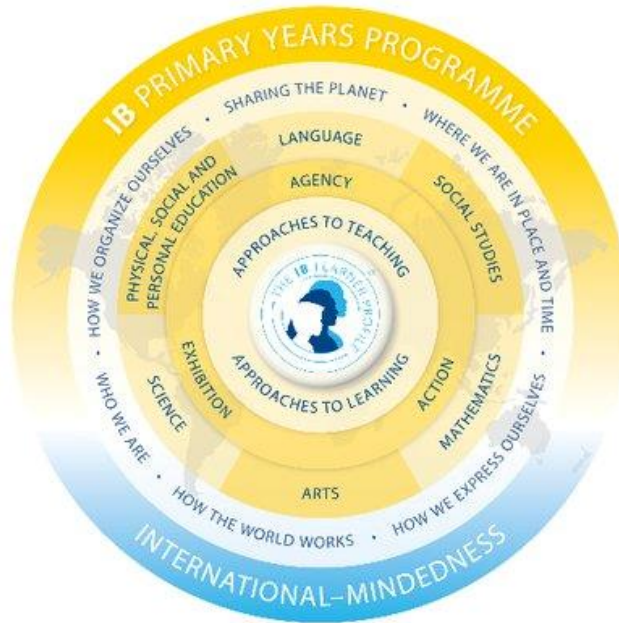 IB PRIMARY YEARS PROGRAMME
SHARING THE PLANET • WHERE WE ARE IN PLACE AND TIME • HOW WE EXPRESS OURSELVES • HOW THE WORLD WORKS • WHO WE ARE • HOW WE ORGANIZE OURSELVES •
LANGUAGE
SOCIAL STUDIES
MATHEMATICS
ARTS
SCIENCE
PHYSICAL, SOCIAL AND
PERSONAL EDUCATION
AGENCY
ACTION
EXHIBITION
APPROACHES TO TEACHING
THE IB LEARNER PROFILE
APPROACHES TO LEARNING
INTERNATIONAL–MINDEDNESS